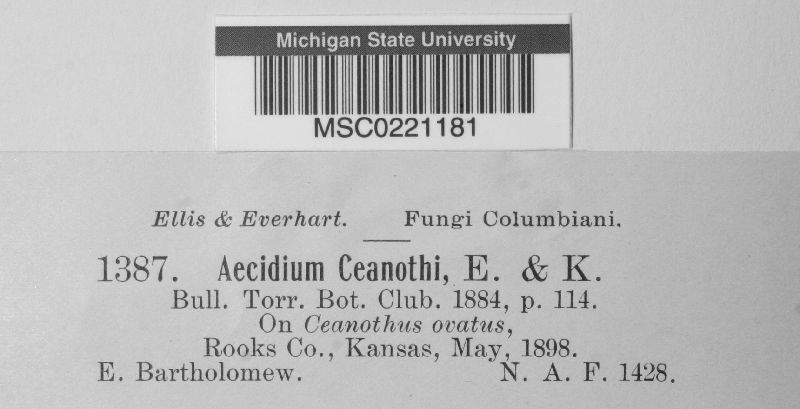 Michigan State University
MSC0221181
Ellis & Everhart. Fungi Columbiani.
1387. Aecidium Ceanothi, E. & K.
Bull. Torr. Bot. Club. 1884, p. 114.
On Ceanothus ovatus,
Rooks Co., Kansas, May, 1898.
E. Bartholomew. N. A. F. 1428.